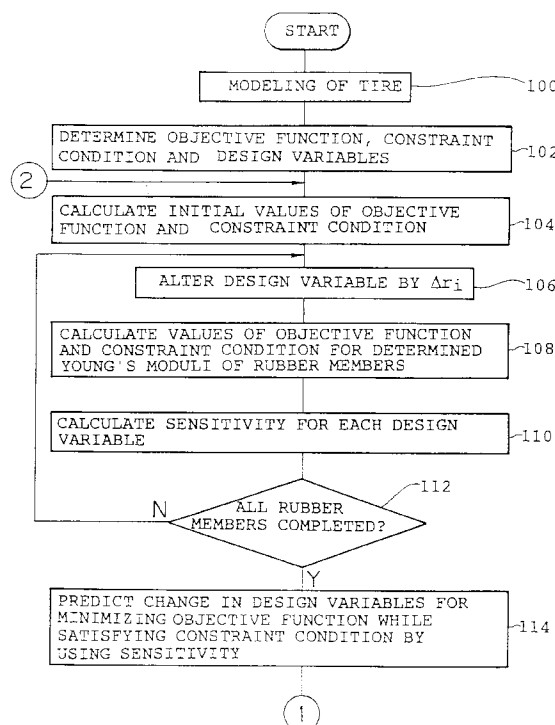 START
MODELING OF TIRE
100
DETERMINE OBJECTIVE FUNCTION, CONSTRAINT
CONDITION AND DESIGN VARIABLES
102
2
CALCULATE INITIAL VALUES OF OBJECTIVE
FUNCTION AND CONSTRAINT CONDITION
104
ALTER DESIGN VARIABLE BY Δri
106
CALCULATE VALUES OF OBJECTIVE FUNCTION
AND CONSTRAINT CONDITION FOR DETERMINED
YOUNG'S MODULI OF RUBBER MEMBERS
108
CALCULATE SENSITIVITY FOR EACH DESIGN
VARIABLE
110
112
N
ALL RUBBER
MEMBERS COMPLETED?
Y
PREDICT CHANGE IN DESIGN VARIABLES FOR
MINIMIZING OBJECTIVE FUNCTION WHILE
SATISFYING CONSTRAINT CONDITION BY
USING SENSITIVITY
114
1